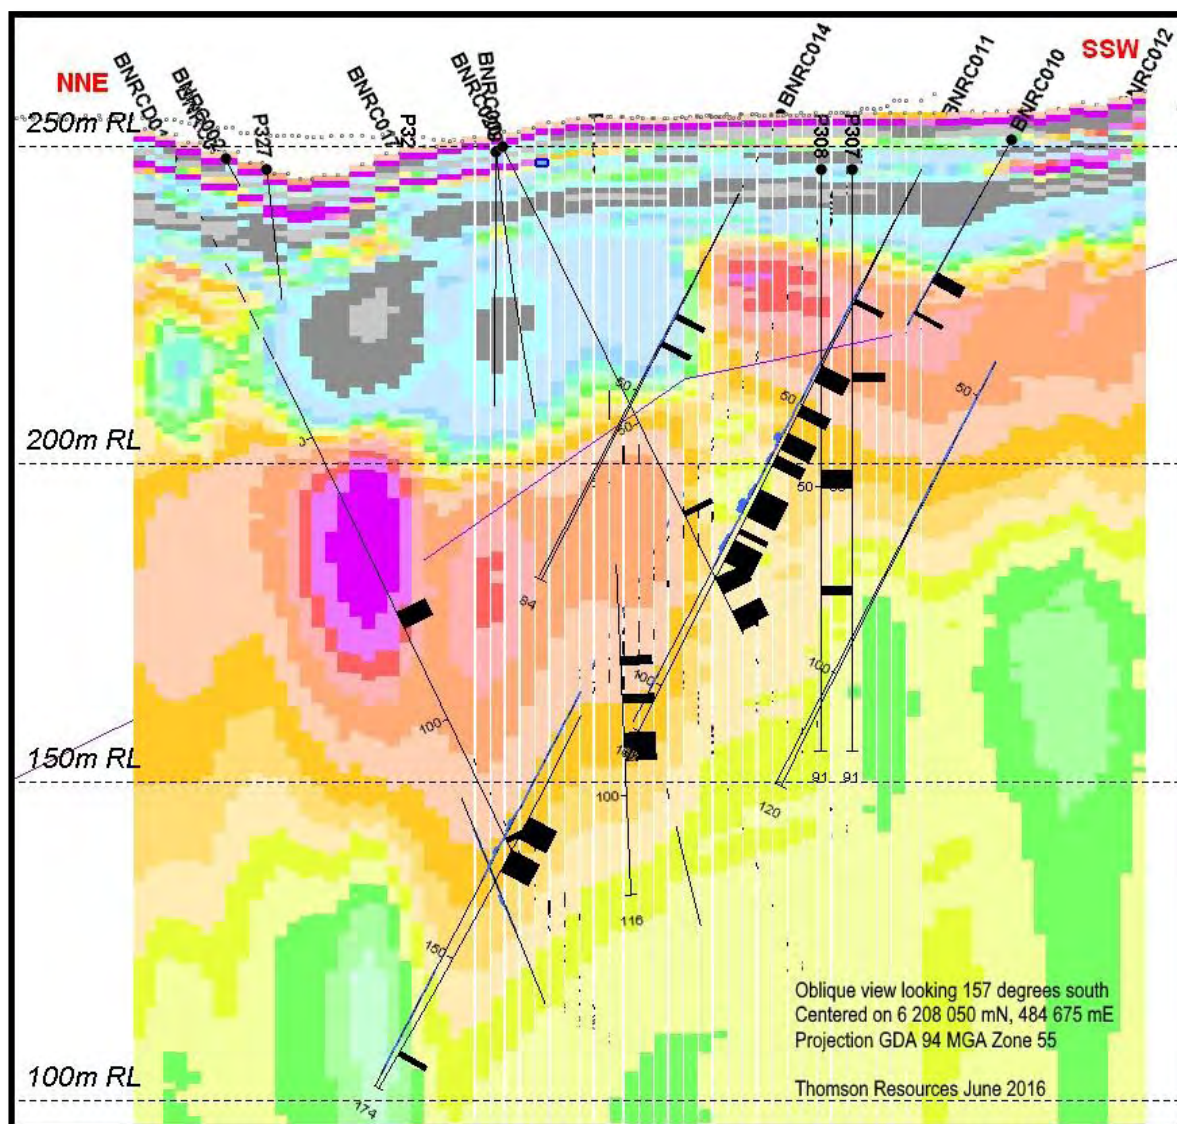 NNE
SSW
BNRC017
P327
P32
BNRC014
BNRC011
BNRC010
BNRC012
P308
P307
250m RL
200m RL
150m RL
100m RL
50
50
50
50
50
84
100
100
100
100
116
91
91
120
150
174
Oblique view looking 157 degrees south
Centered on 6 208 050 mN, 484 675 mE
Projection GDA 94 MGA Zone 55
Thomson Resources June 2016